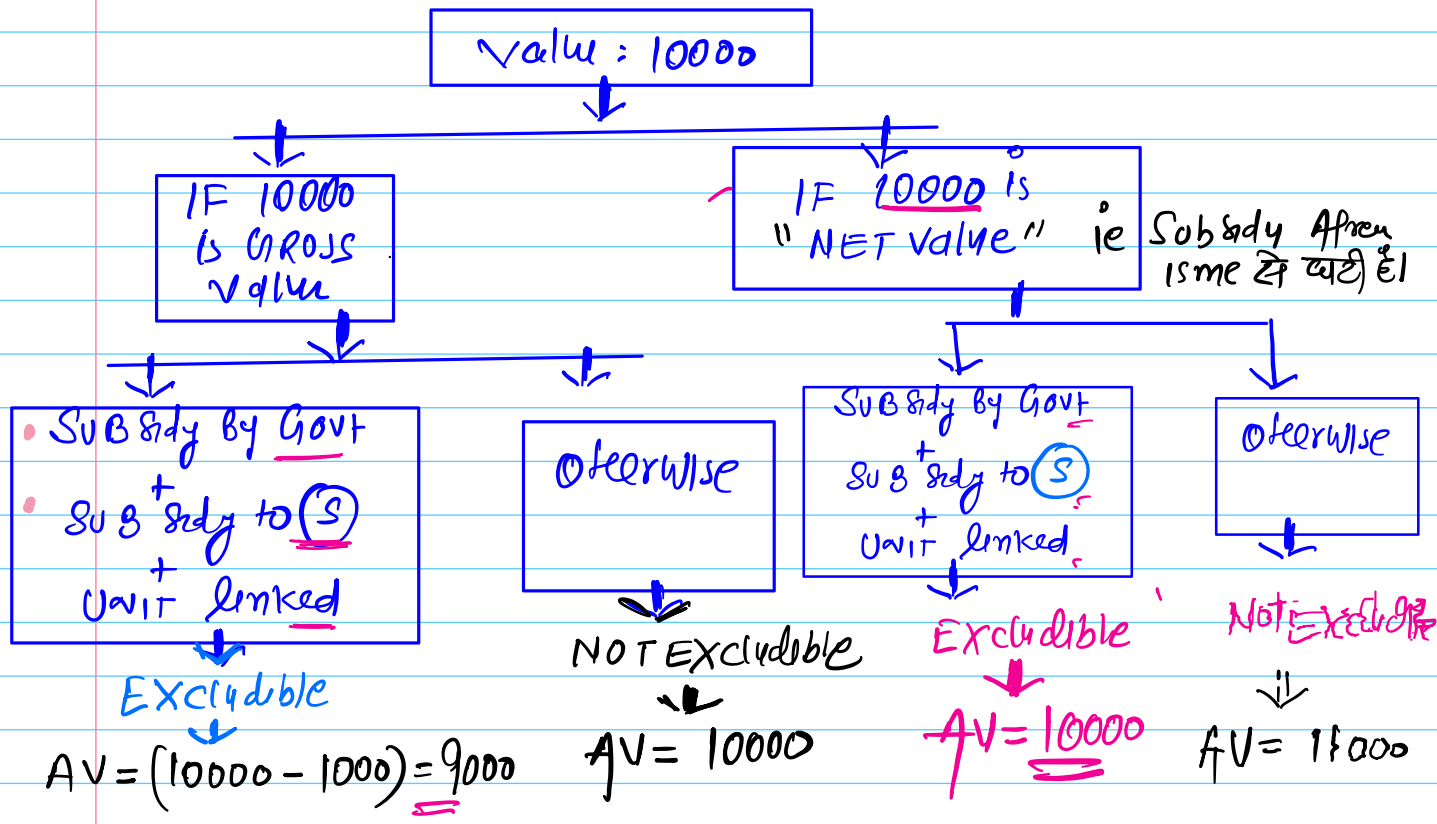 Value : 10000
IF 10000
is GROSS
Value
IF 10000 is
"NET Value"
ie Subsidy
isme से घटी है।
SUBSidy By Govt
+
SUBSidy to S
+
Unit linked
Otherwise
SUBSidy By Govt
+
SUBSidy to S
+
Unit linked
Otherwise
EXcludible
AV = (10000 - 1000) = 9000
NOT EXcludible
AV = 10000
EXcludible
AV = 10000
Not
AV = 11000